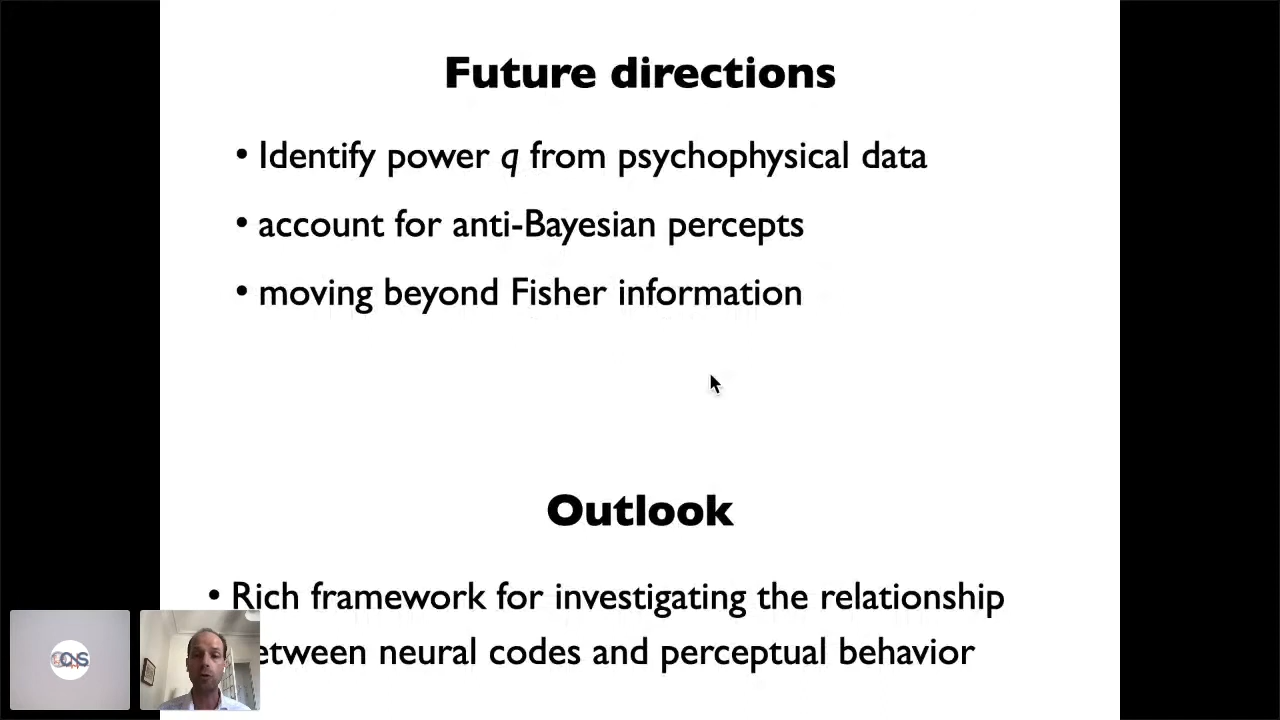 Future directions
• Identify power q from psychophysical data
• account for anti-Bayesian percepts
• moving beyond Fisher information
Outlook
• Rich framework for investigating the relationship
etween neural codes and perceptual behavior